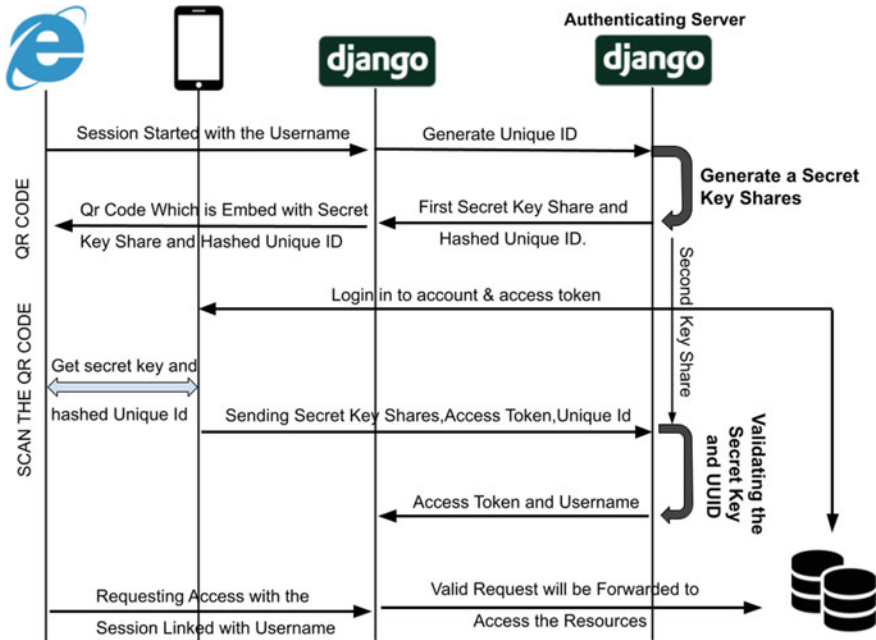 Authenticating Server
django
django
Session Started with the Username
Generate Unique ID
Generate a Secret
Key Shares
QR CODE
Qr Code Which is Embed with Secret
Key Share and Hashed Unique ID
First Secret Key Share and
Hashed Unique ID.
Second Key Share
Login in to account & access token
SCAN THE QR CODE
Get secret key and
hashed Unique Id
Sending Secret Key Shares,Access Token,Unique Id
Validating the
Secret Key
and UUID
Access Token and Username
Requesting Access with the
Session Linked with Username
Valid Request will be Forwarded to
Access the Resources